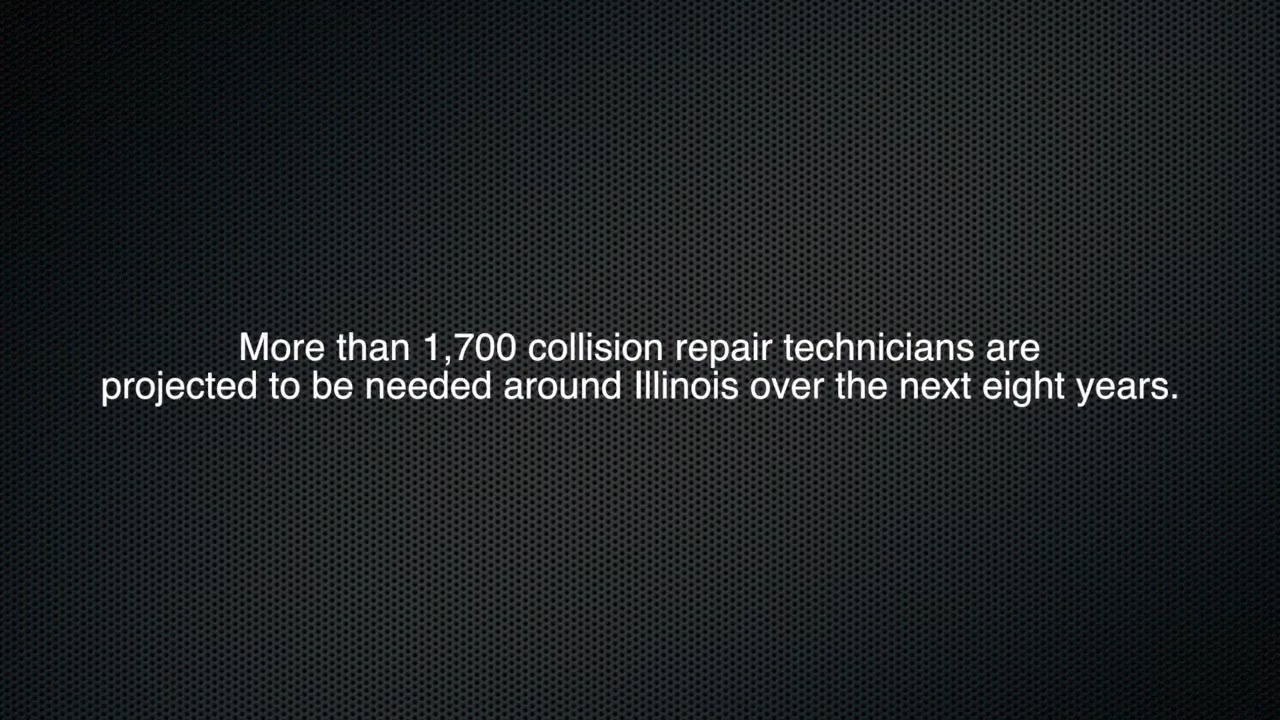 More than 1,700 collision repair technicians are
projected to be needed around Illinois over the next eight years.